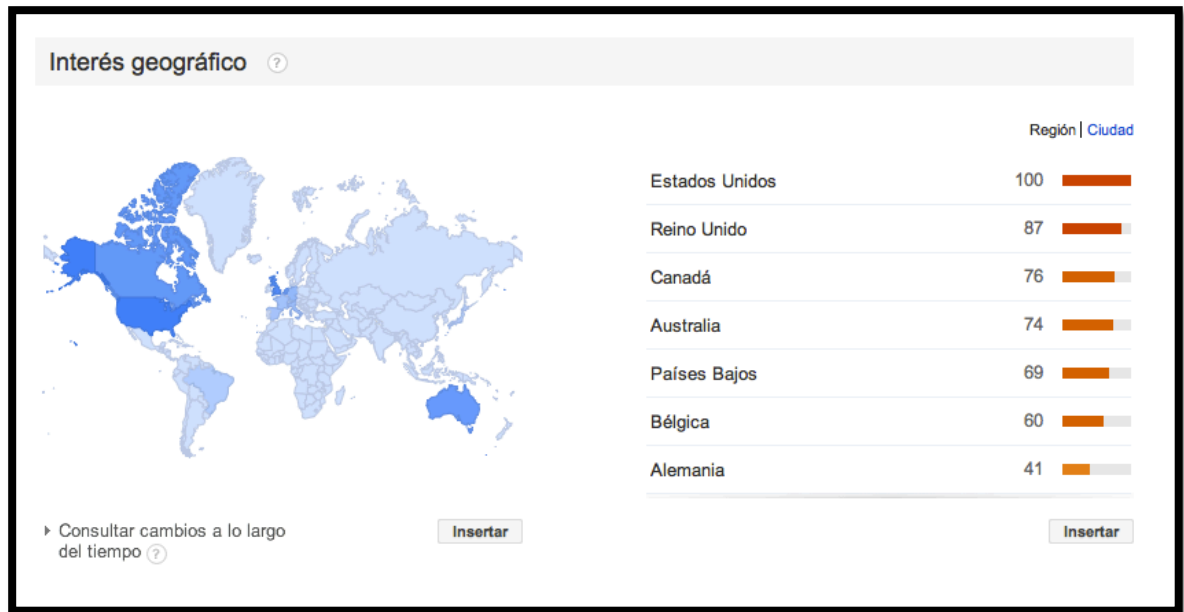 Interés geográfico ?
Región | Ciudad
Estados Unidos 100
Reino Unido 87
Canadá 76
Australia 74
Países Bajos 69
Bélgica 60
Alemania 41
Consultar cambios a lo largo
del tiempo ?
Insertar
Insertar